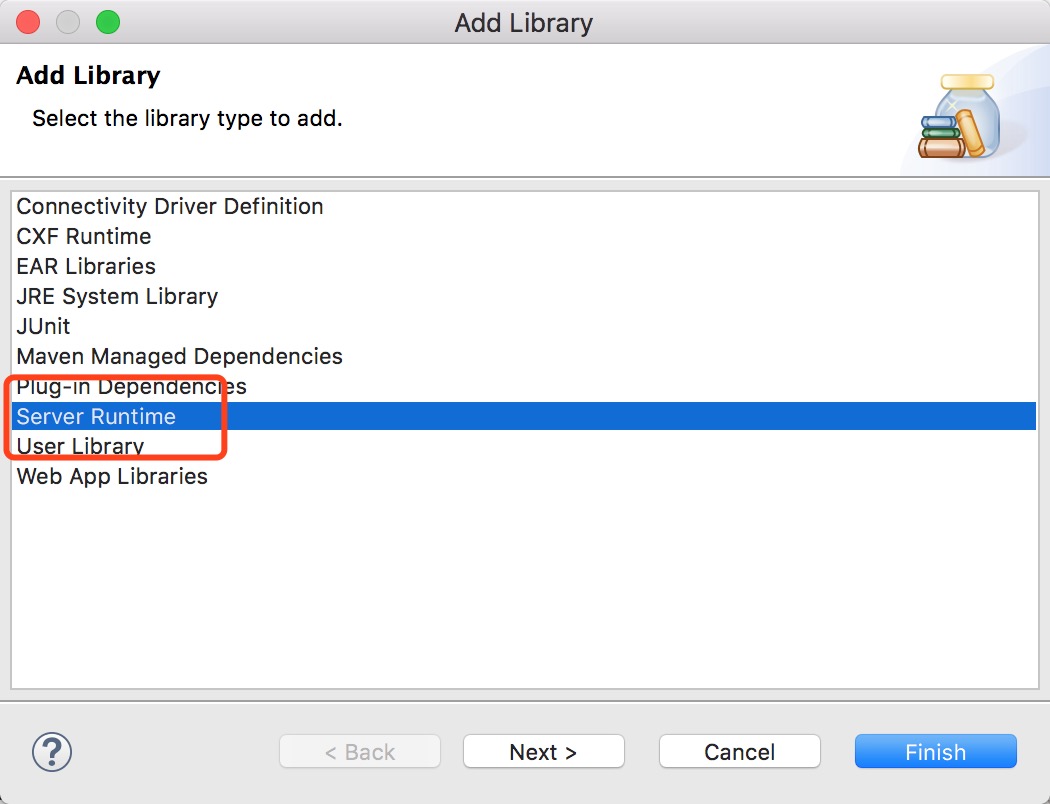 Add Library
Add Library
Select the library type to add.
Connectivity Driver Definition
CXF Runtime
EAR Libraries
JRE System Library
JUnit
Maven Managed Dependencies
Plug-in Dependencies
Server Runtime
User Library
Web App Libraries
?
< Back
Next >
Cancel
Finish